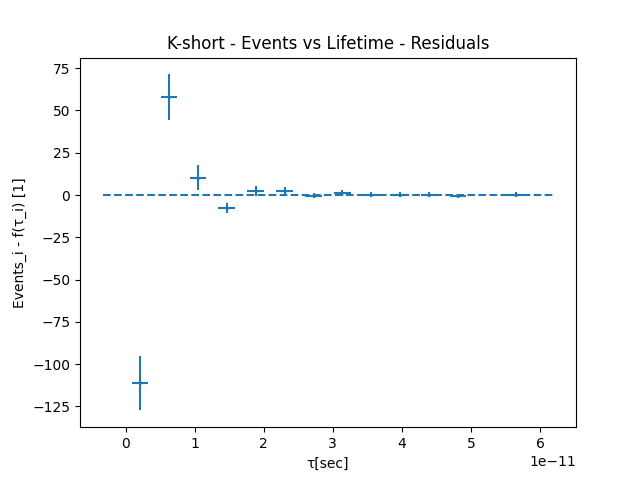 K-short - Events vs Lifetime - Residuals
75
50
25
0
−25
−50
−75
−100
−125
Events_i - f(τ_i) [1]
0 1 2 3 4 5 6
1e−11
τ[sec]